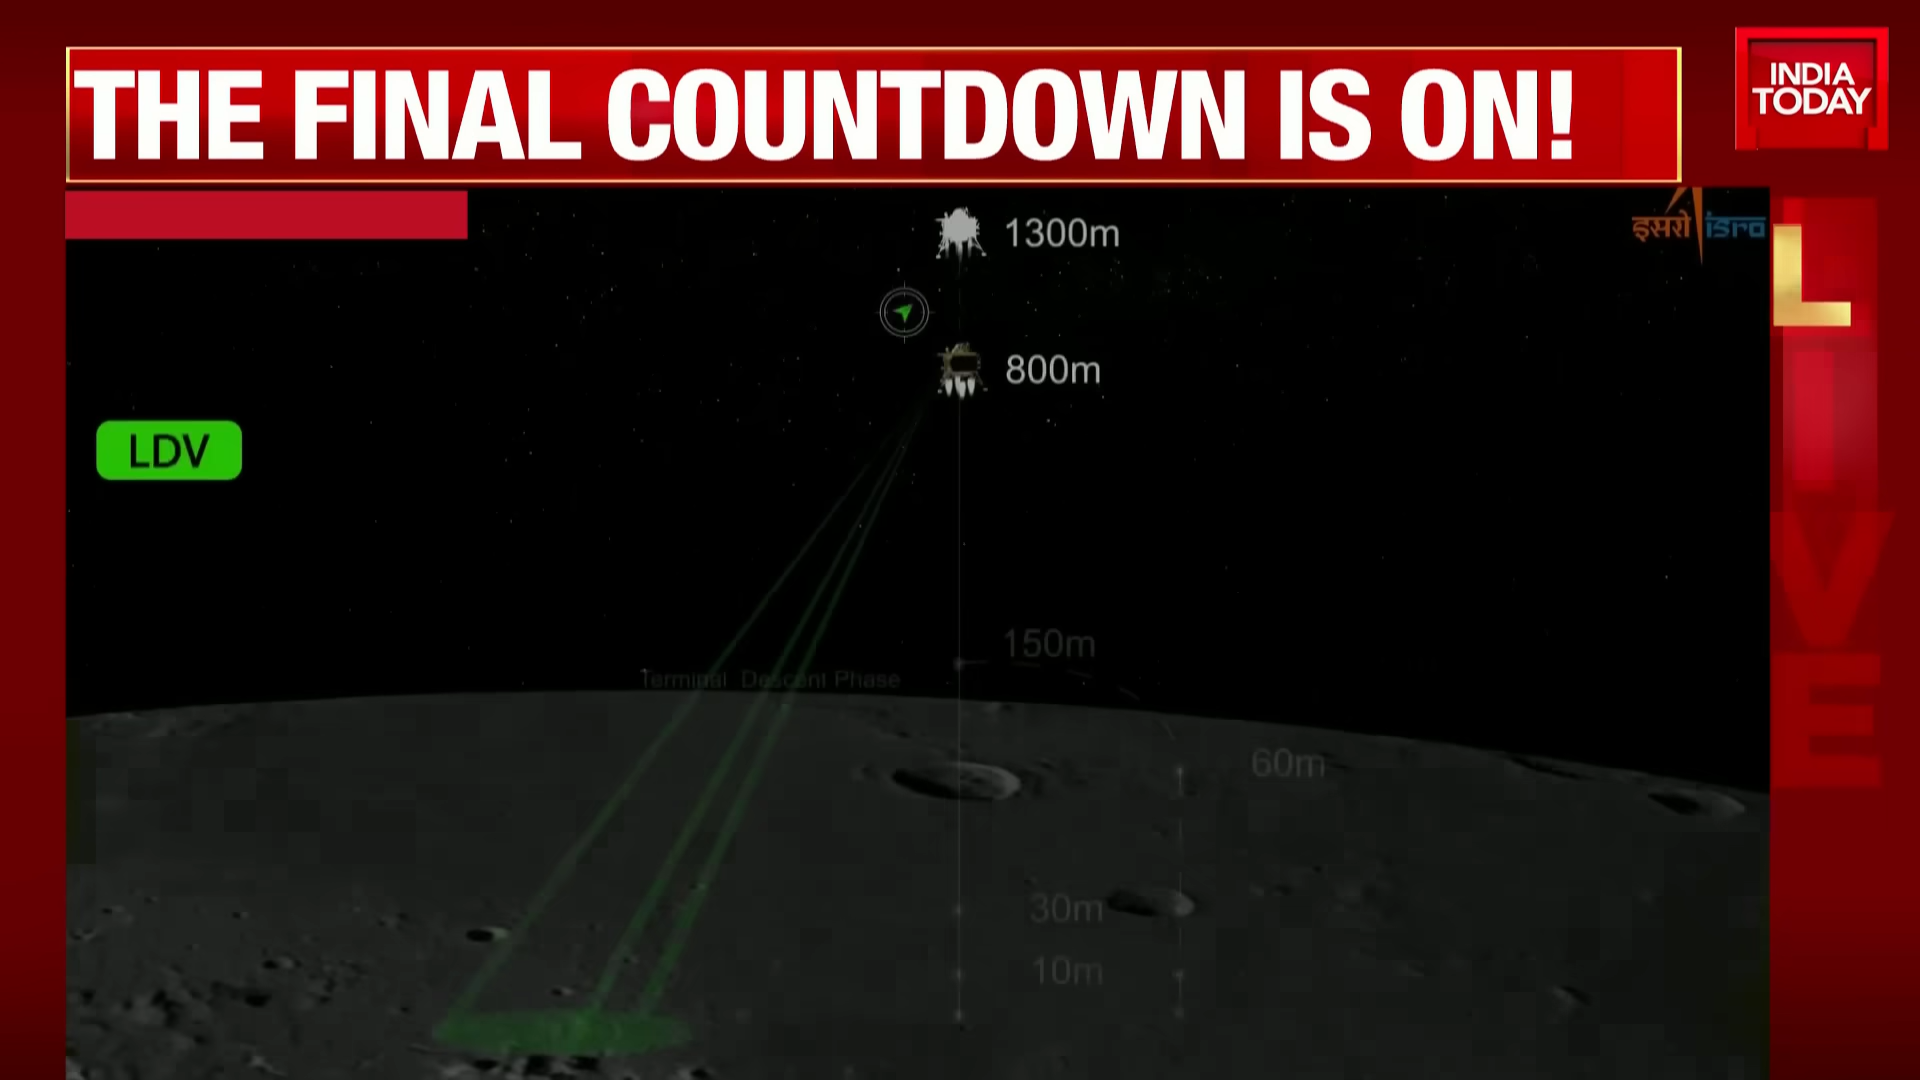 THE FINAL COUNTDOWN IS ON!
INDIA
TODAY
1300m
इसरो isro
800m
LDV
150m
Terminal Descent Phase
60m
30m
10m
LIVE